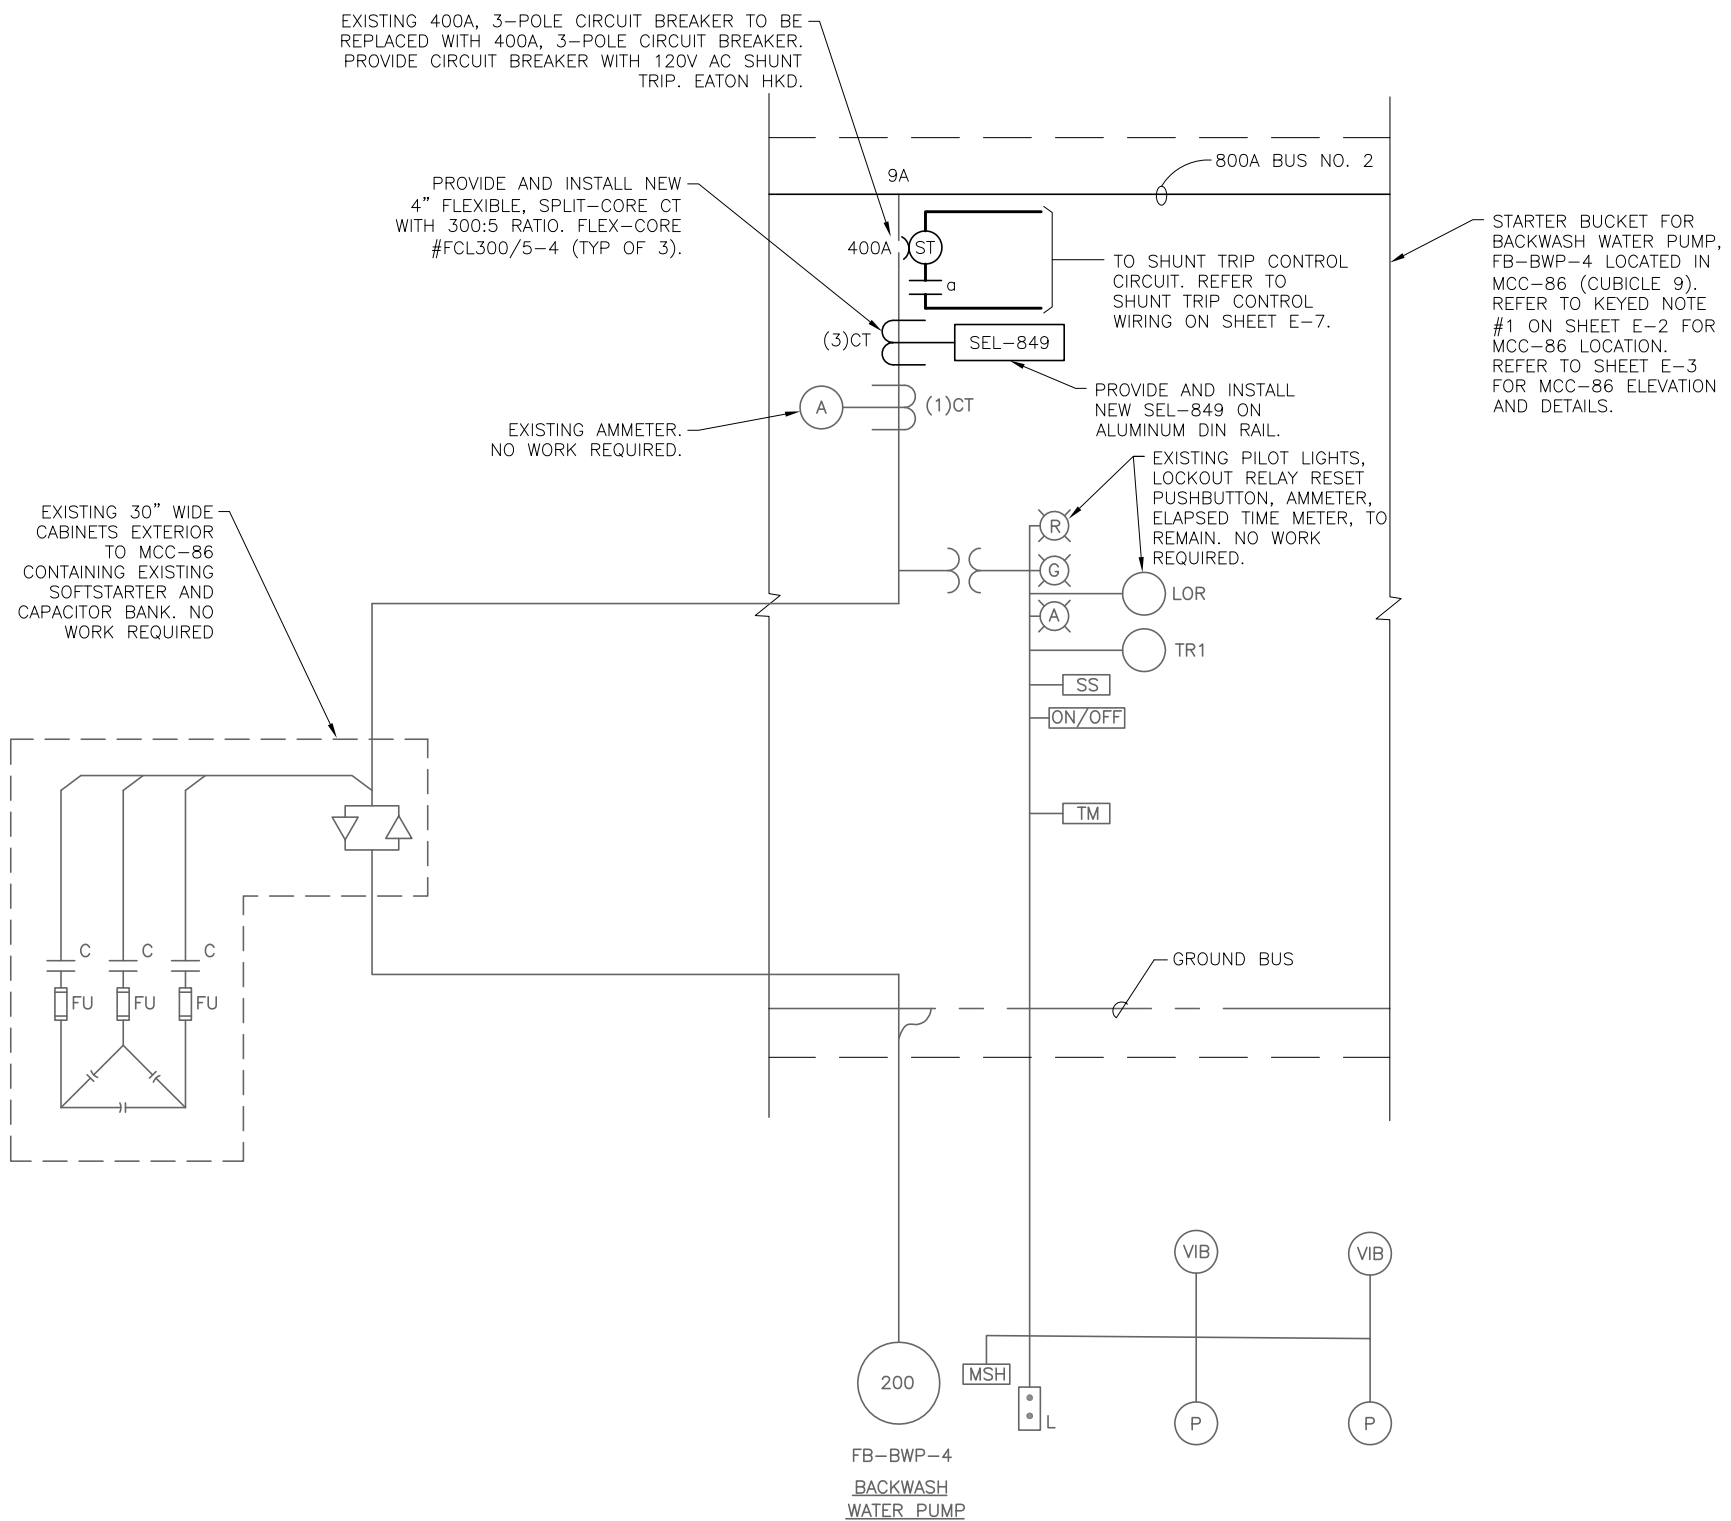 EXISTING 400A, 3-POLE CIRCUIT BREAKER TO BE
REPLACED WITH 400A, 3-POLE CIRCUIT BREAKER.
PROVIDE CIRCUIT BREAKER WITH 120V AC SHUNT
TRIP. EATON HKD.
800A BUS NO. 2
9A
PROVIDE AND INSTALL NEW
4" FLEXIBLE, SPLIT-CORE CT
WITH 300:5 RATIO. FLEX-CORE
#FCL300/5-4 (TYP OF 3).
400A
ST
a
TO SHUNT TRIP CONTROL
CIRCUIT. REFER TO
SHUNT TRIP CONTROL
WIRING ON SHEET E-7.
STARTER BUCKET FOR
BACKWASH WATER PUMP,
FB-BWP-4 LOCATED IN
MCC-86 (CUBICLE 9).
REFER TO KEYED NOTE
#1 ON SHEET E-2 FOR
MCC-86 LOCATION.
REFER TO SHEET E-3
FOR MCC-86 ELEVATION
AND DETAILS.
(3)CT
SEL-849
PROVIDE AND INSTALL
NEW SEL-849 ON
ALUMINUM DIN RAIL.
A
(1)CT
EXISTING AMMETER.
NO WORK REQUIRED.
EXISTING PILOT LIGHTS,
LOCKOUT RELAY RESET
PUSHBUTTON, AMMETER,
ELAPSED TIME METER, TO
REMAIN. NO WORK
REQUIRED.
EXISTING 30" WIDE
CABINETS EXTERIOR
TO MCC-86
CONTAINING EXISTING
SOFTSTARTER AND
CAPACITOR BANK. NO
WORK REQUIRED
R
G
LOR
A
TR1
SS
ON/OFF
TM
C
C
C
FU
FU
FU
GROUND BUS
VIB
VIB
MSH
200
L
P
P
FB-BWP-4
BACKWASH
WATER PUMP